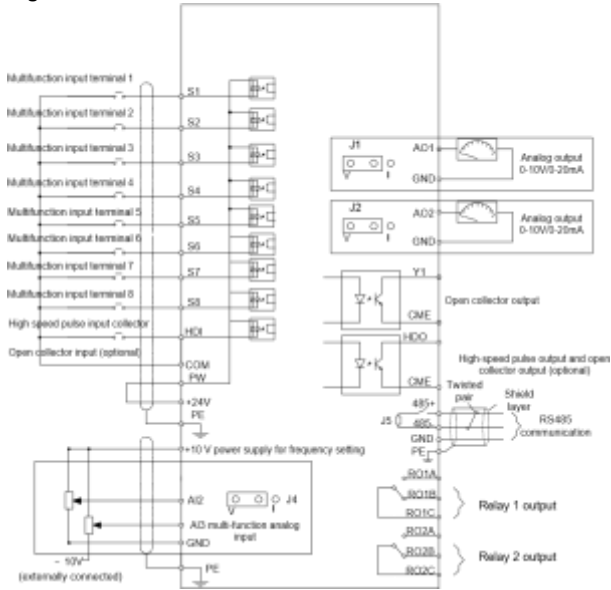 Multifunction input terminal 1
S1
Multifunction input terminal 2
S2
Multifunction input terminal 3
S3
Multifunction input terminal 4
S4
Multifunction input terminal 5
S5
Multifunction input terminal 6
S6
Multifunction input terminal 7
S7
Multifunction input terminal 8
S8
High speed pulse input collector
HDI
Open collector input (optional)
COM
PW
+24V
PE
+10 V power supply for frequency setting
AI2
V
I
J4
AI3 multi-function analog
input
GND
- 10V
(externally connected)
PE
J1
V
I
AO1
GND
Analog output
0-10V/0-20mA
J2
V
I
AO2
GND
Analog output
0-10V/0-20mA
Y1
CME
Open collector output
HDO
CME
High-speed pulse output and open
collector output (optional)
Twisted
pair
Shield
layer
485+
J5
485-
GND
PE
RS485
communication
RO1A
RO1B
RO1C
Relay 1 output
RO2A
RO2B
RO2C
Relay 2 output